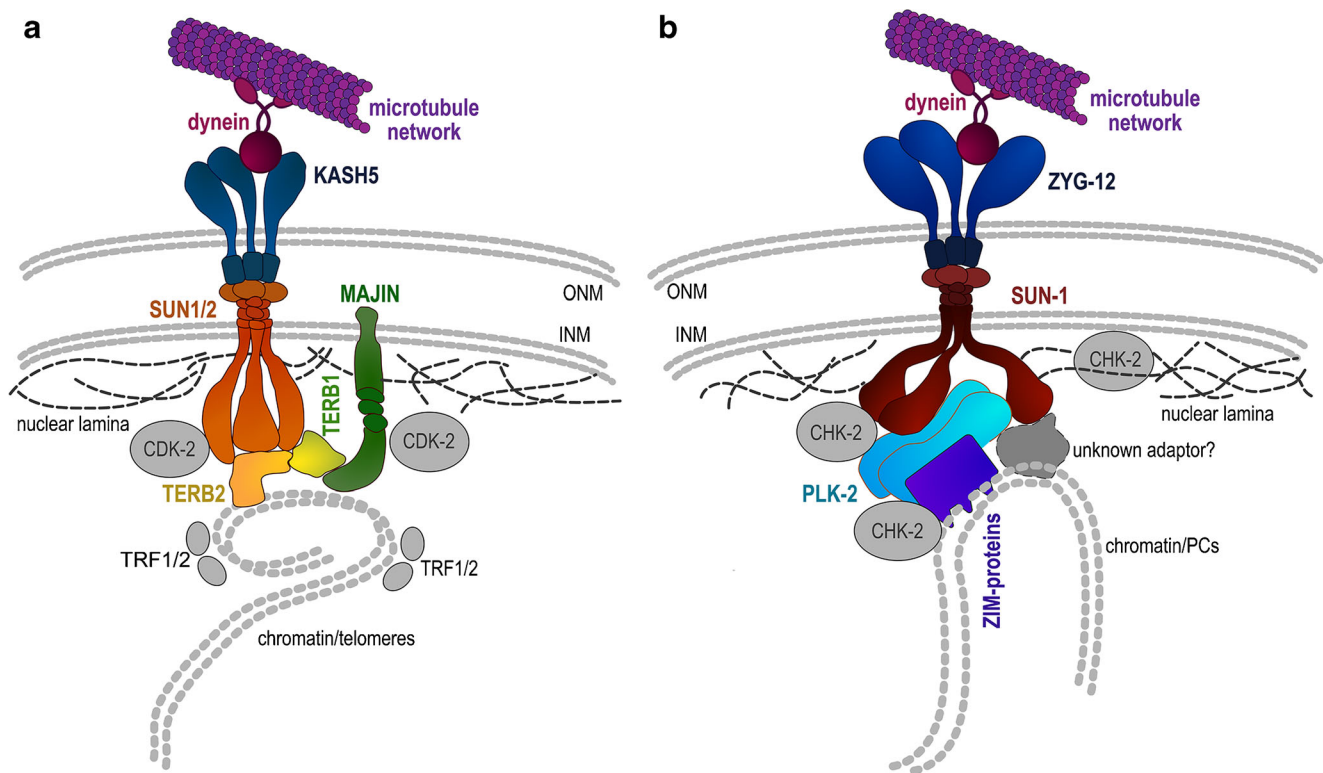 a
dynein
microtubule
network
KASH5
SUN1/2
MAJIN
ONM
INM
TERB1
nuclear lamina
CDK-2
CDK-2
TERB2
TRF1/2
TRF1/2
chromatin/telomeres
b
dynein
microtubule
network
ZYG-12
ONM
SUN-1
INM
CHK-2
nuclear lamina
CHK-2
unknown adaptor?
PLK-2
CHK-2
ZIM-proteins
chromatin/PCs